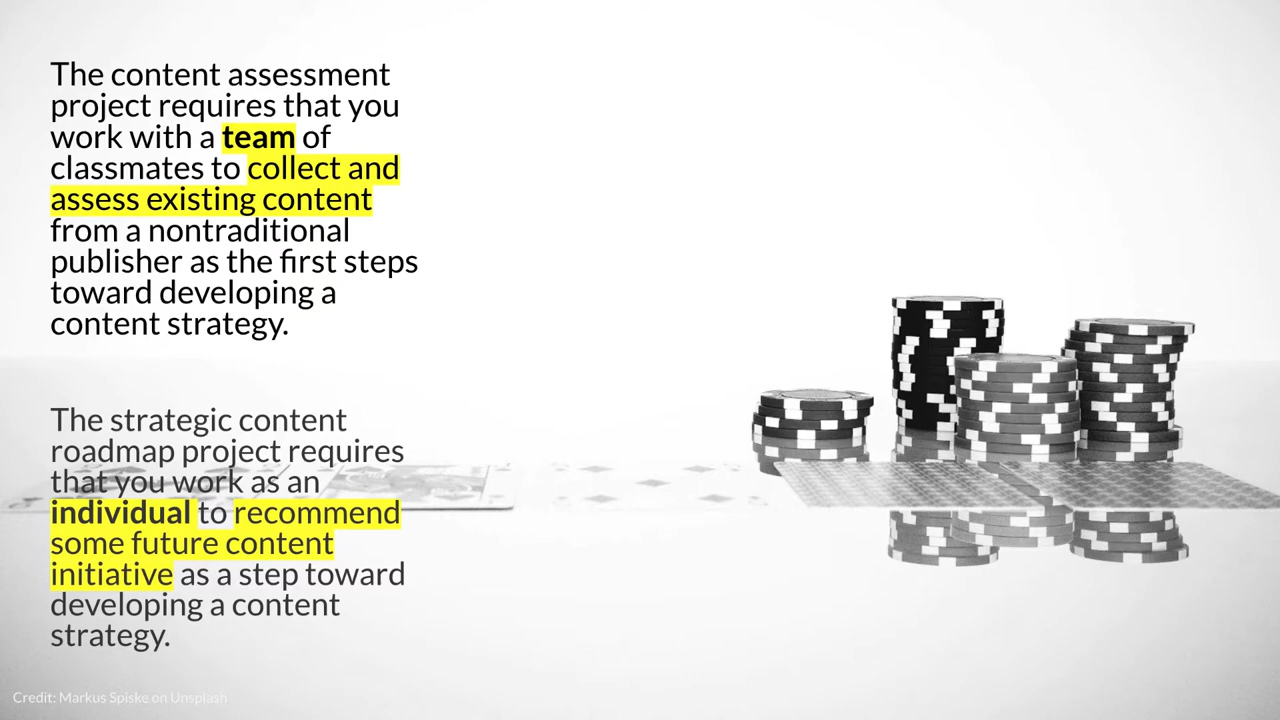 The content assessment
project requires that you
work with a team of
classmates to collect and
assess existing content
from a nontraditional
publisher as the first steps
toward developing a
content strategy.
The strategic content
roadmap project requires
that you work as an
individual to recommend
some future content
initiative as a step toward
developing a content
strategy.
Credit: Markus Spiske on Unsplash